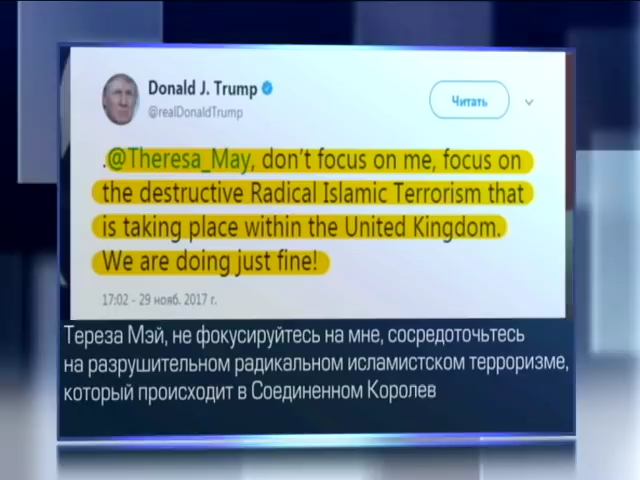 Donald J. Trump
@realDonaldTrump
Читать
.@Theresa_May, don't focus on me, focus on
the destructive Radical Islamic Terrorism that
is taking place within the United Kingdom.
We are doing just fine!
17:02 - 29 нояб. 2017 г.
Тереза Мэй, не фокусируйтесь на мне, сосредоточьтесь
на разрушительном радикальном исламистском терроризме,
который происходит в Соединенном Королев